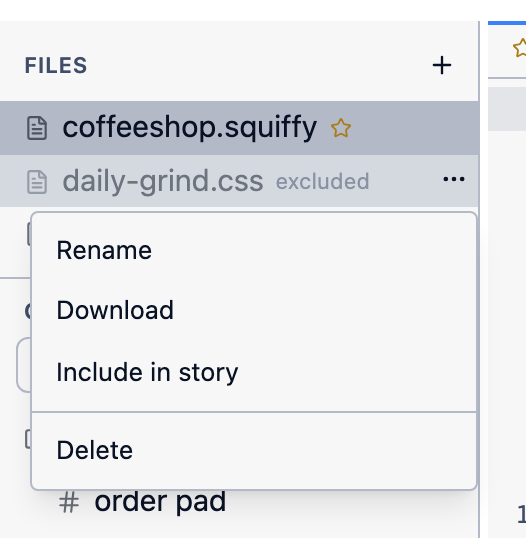 FILES
coffeeshop.squiffy
daily-grind.css excluded
Rename
Download
Include in story
Delete
# order pad